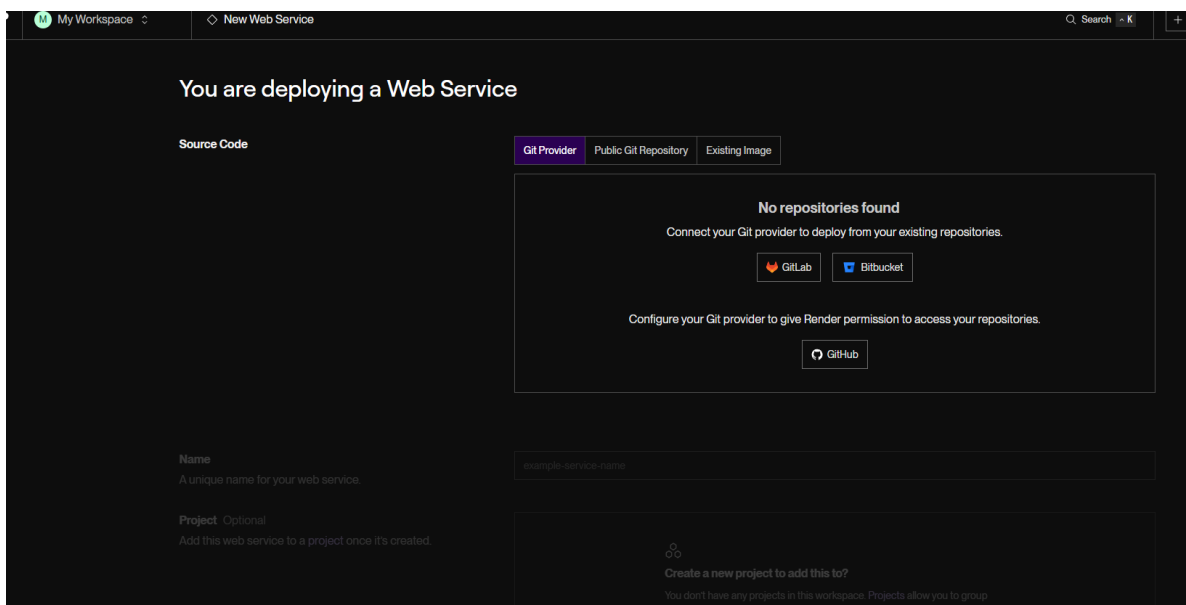 M My Workspace
New Web Service
Search ^ K
You are deploying a Web Service
Source Code
Git Provider
Public Git Repository
Existing Image
No repositories found
Connect your Git provider to deploy from your existing repositories.
GitLab
Bitbucket
Configure your Git provider to give Render permission to access your repositories.
GitHub
Name
A unique name for your web service.
example-service-name
Project Optional
Add this web service to a project once it's created.
Create a new project to add this to?
You don't have any projects in this workspace. Projects allow you to group